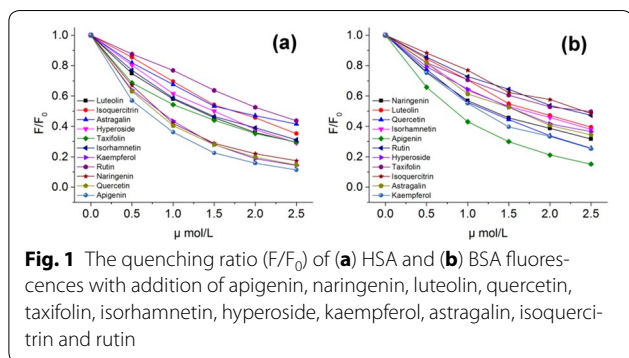 (a)
(b)
1.0
0.8
0.6
0.4
0.2
0.0
F/F₀
Luteolin
Isoquercitrin
Astragalin
Hyperoside
Taxifolin
Isorhamnetin
Kaempferol
Rutin
Naringenin
Quercetin
Apigenin
0.0 0.5 1.0 1.5 2.0 2.5
μ mol/L
1.0
0.8
0.6
0.4
0.2
0.0
F/F₀
Naringenin
Luteolin
Quercetin
Isorhamnetin
Apigenin
Rutin
Hyperoside
Taxifolin
Isoquercitrin
Astragalin
Kaempferol
0.0 0.5 1.0 1.5 2.0 2.5
μ mol/L
Fig. 1 The quenching ratio (F/F₀) of (a) HSA and (b) BSA fluores-
cences with addition of apigenin, naringenin, luteolin, quercetin,
taxifolin, isorhamnetin, hyperoside, kaempferol, astragalin, isoquerci-
trin and rutin